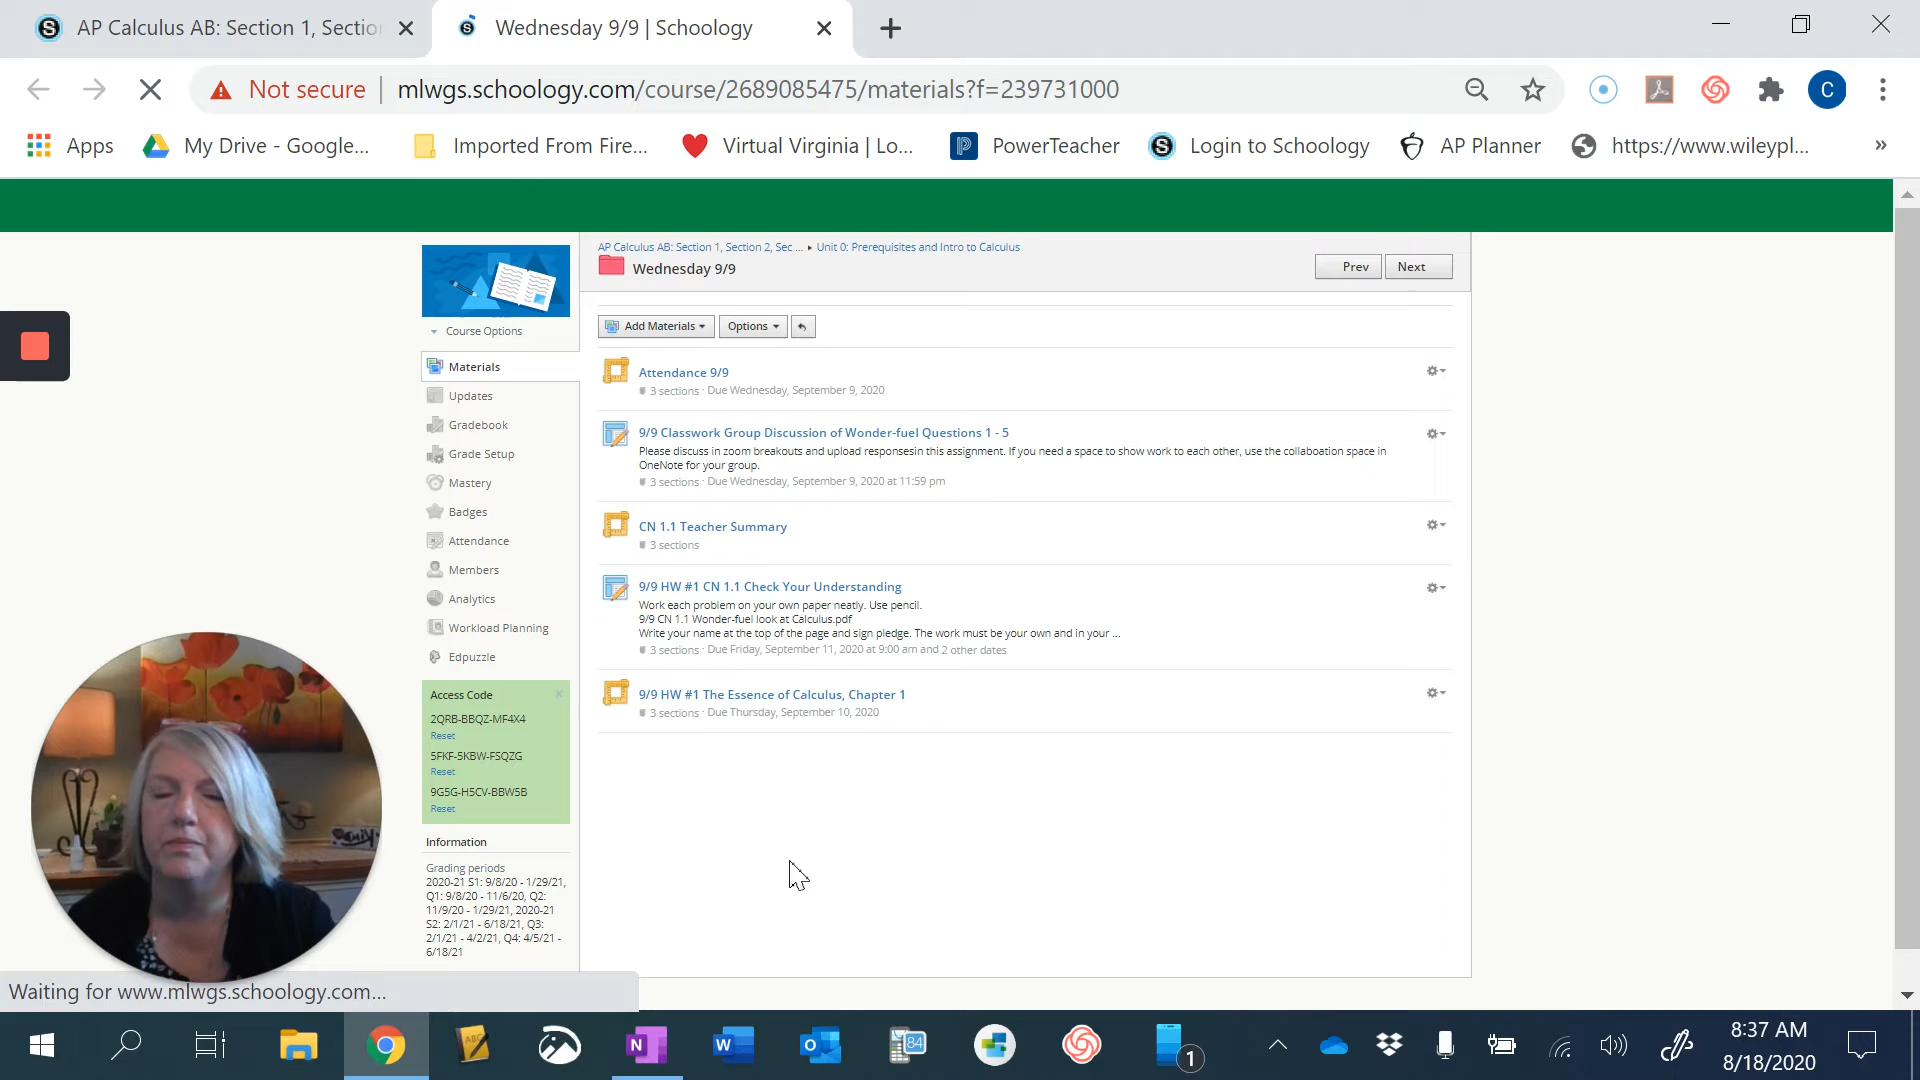 AP Calculus AB: Section 1, Sectio
Wednesday 9/9 | Schoology
Not secure
mlwgs.schoology.com/course/2689085475/materials?f=239731000
C
Apps
My Drive - Google...
Imported From Fire...
Virtual Virginia | Lo...
PowerTeacher
Login to Schoology
AP Planner
https://www.wileypl...
»
AP Calculus AB: Section 1, Section 2, Sec ... ▸ Unit 0: Prerequisites and Intro to Calculus
Wednesday 9/9
Prev
Next
Course Options
Add Materials
Options
Materials
Updates
Gradebook
Grade Setup
Mastery
Badges
Attendance
Members
Analytics
Workload Planning
Edpuzzle
Attendance 9/9
3 sections · Due Wednesday, September 9, 2020
9/9 Classwork Group Discussion of Wonder-fuel Questions 1 - 5
Please discuss in zoom breakouts and upload responsesin this assignment. If you need a space to show work to each other, use the collaboation space in
OneNote for your group.
3 sections · Due Wednesday, September 9, 2020 at 11:59 pm
CN 1.1 Teacher Summary
3 sections
9/9 HW #1 CN 1.1 Check Your Understanding
Work each problem on your own paper neatly. Use pencil.
9/9 CN 1.1 Wonder-fuel look at Calculus.pdf
Write your name at the top of the page and sign pledge. The work must be your own and in your ...
3 sections · Due Friday, September 11, 2020 at 9:00 am and 2 other dates
9/9 HW #1 The Essence of Calculus, Chapter 1
3 sections · Due Thursday, September 10, 2020
Access Code
2QRB-BBQZ-MF4X4
Reset
5FKF-5KBW-FSQZG
Reset
9G5G-H5CV-BBW5B
Reset
Information
Grading periods
2020-21 S1: 9/8/20 - 1/29/21,
Q1: 9/8/20 - 11/6/20, Q2:
11/9/20 - 1/29/21, 2020-21
S2: 2/1/21 - 6/18/21, Q3:
2/1/21 - 4/2/21, Q4: 4/5/21 -
6/18/21
Waiting for www.mlwgs.schoology.com...
ABC
N
W
O
84
1
8:37 AM
8/18/2020